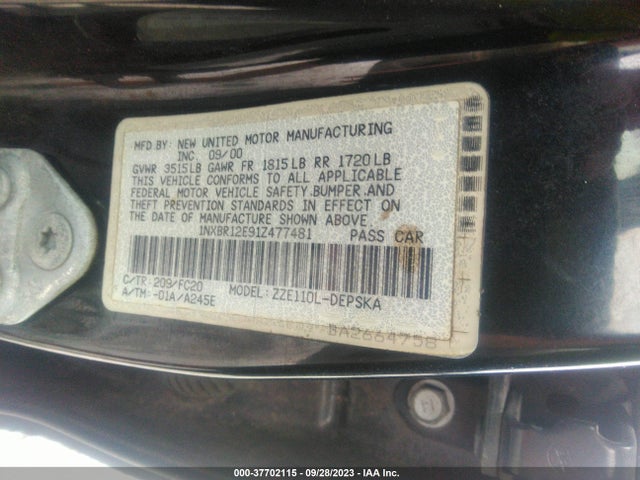 MFD BY: NEW UNITED MOTOR MANUFACTURING
INC. 09/00
GVWR 3515LB GAWR FR 1815LB RR 1720LB
THIS VEHICLE CONFORMS TO ALL APPLICABLE
FEDERAL MOTOR VEHICLE SAFETY,BUMPER,AND
THEFT PREVENTION STANDARDS IN EFFECT ON
THE DATE OF MANUFACTURE SHOWN ABOVE.
1NXBR12E91Z477481 PASS CAR
C/TR: 209/FC20 MODEL: ZZE110L-DEPSKA
A/TM: -01A/A245E
BA2664758
000-37702115 - 09/28/2023 - IAA Inc.